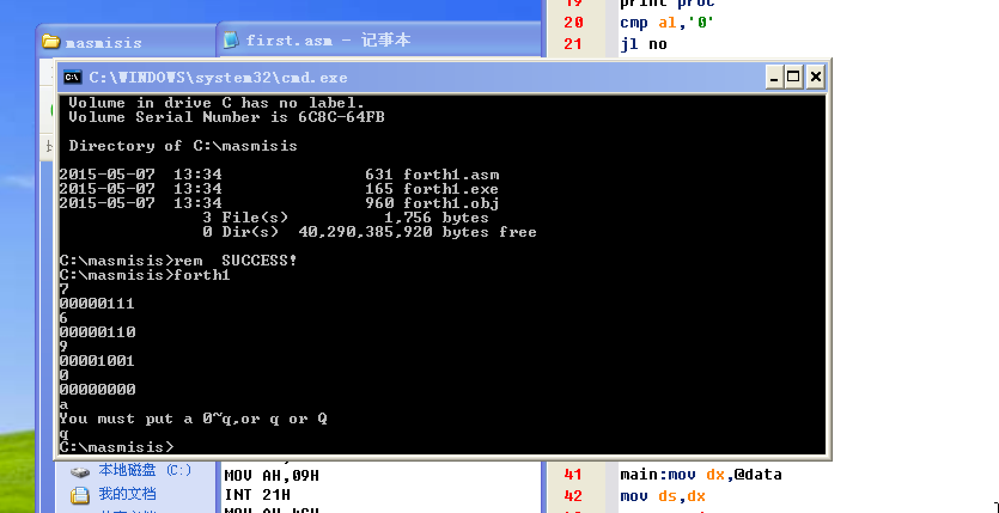 19 print proc
20 cmp al,'0'
21 jl no
masmisis
first.asm - 记事本
C:\WINDOWS\system32\cmd.exe
Volume in drive C has no label.
Volume Serial Number is 6C8C-64FB
Directory of C:\masmisis
2015-05-07  13:34               631 forth1.asm
2015-05-07  13:34               165 forth1.exe
2015-05-07  13:34               960 forth1.obj
3 File(s)          1,756 bytes
0 Dir(s)  40,290,385,920 bytes free
C:\masmisis>rem  SUCCESS!
C:\masmisis>forth1
7
00000111
6
00000110
9
00001001
0
00000000
a
You must put a 0~q,or q or Q
q
C:\masmisis>
本地磁盘 (C:)
我的文档
MOV AH,09H
INT 21H
41 main:mov dx,@data
42 mov ds,dx